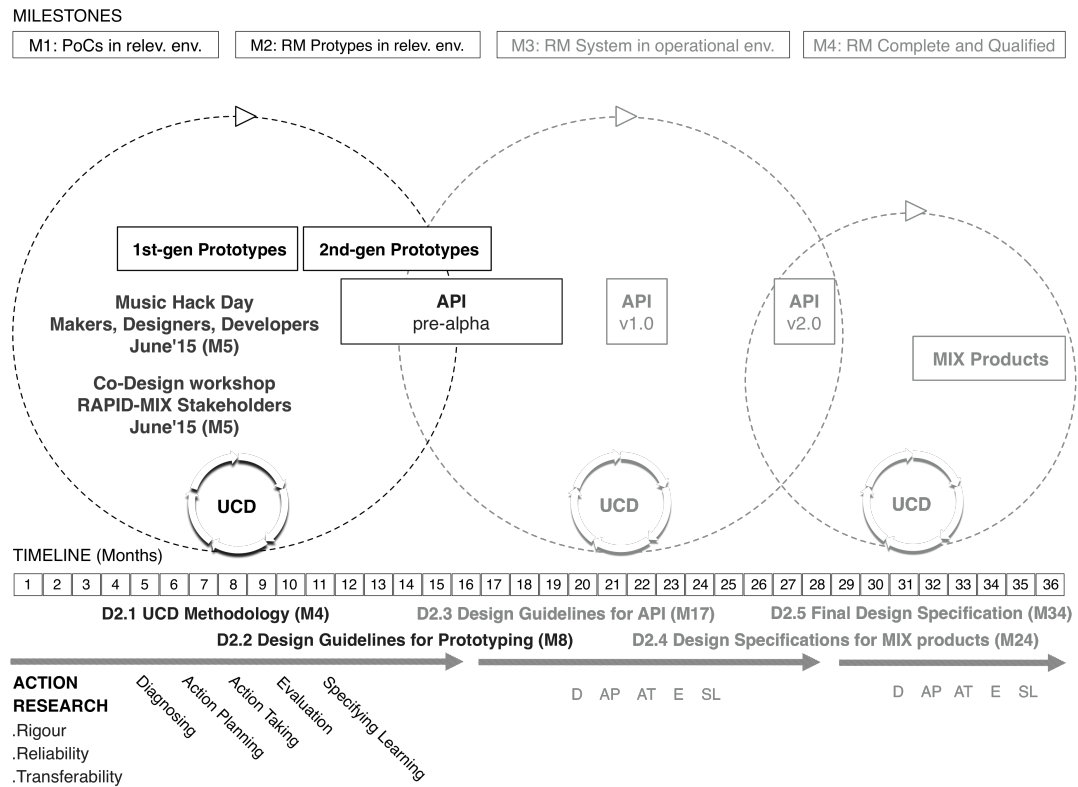 MILESTONES
M1: PoCs in relev. env.
M2: RM Protypes in relev. env.
M3: RM System in operational env.
M4: RM Complete and Qualified
1st-gen Prototypes
2nd-gen Prototypes
API
pre-alpha
API
v1.0
API
v2.0
MIX Products
Music Hack Day
Makers, Designers, Developers
June'15 (M5)
Co-Design workshop
RAPID-MIX Stakeholders
June'15 (M5)
UCD
UCD
UCD
TIMELINE (Months)
1 2 3 4 5 6 7 8 9 10 11 12 13 14 15 16 17 18 19 20 21 22 23 24 25 26 27 28 29 30 31 32 33 34 35 36
D2.1 UCD Methodology (M4)
D2.3 Design Guidelines for API (M17)
D2.5 Final Design Specification (M34)
D2.2 Design Guidelines for Prototyping (M8)
D2.4 Design Specifications for MIX products (M24)
ACTION
RESEARCH
.Rigour
.Reliability
.Transferability
Diagnosing
Action Planning
Action Taking
Evaluation
Specifying Learning
D AP AT E SL
D AP AT E SL